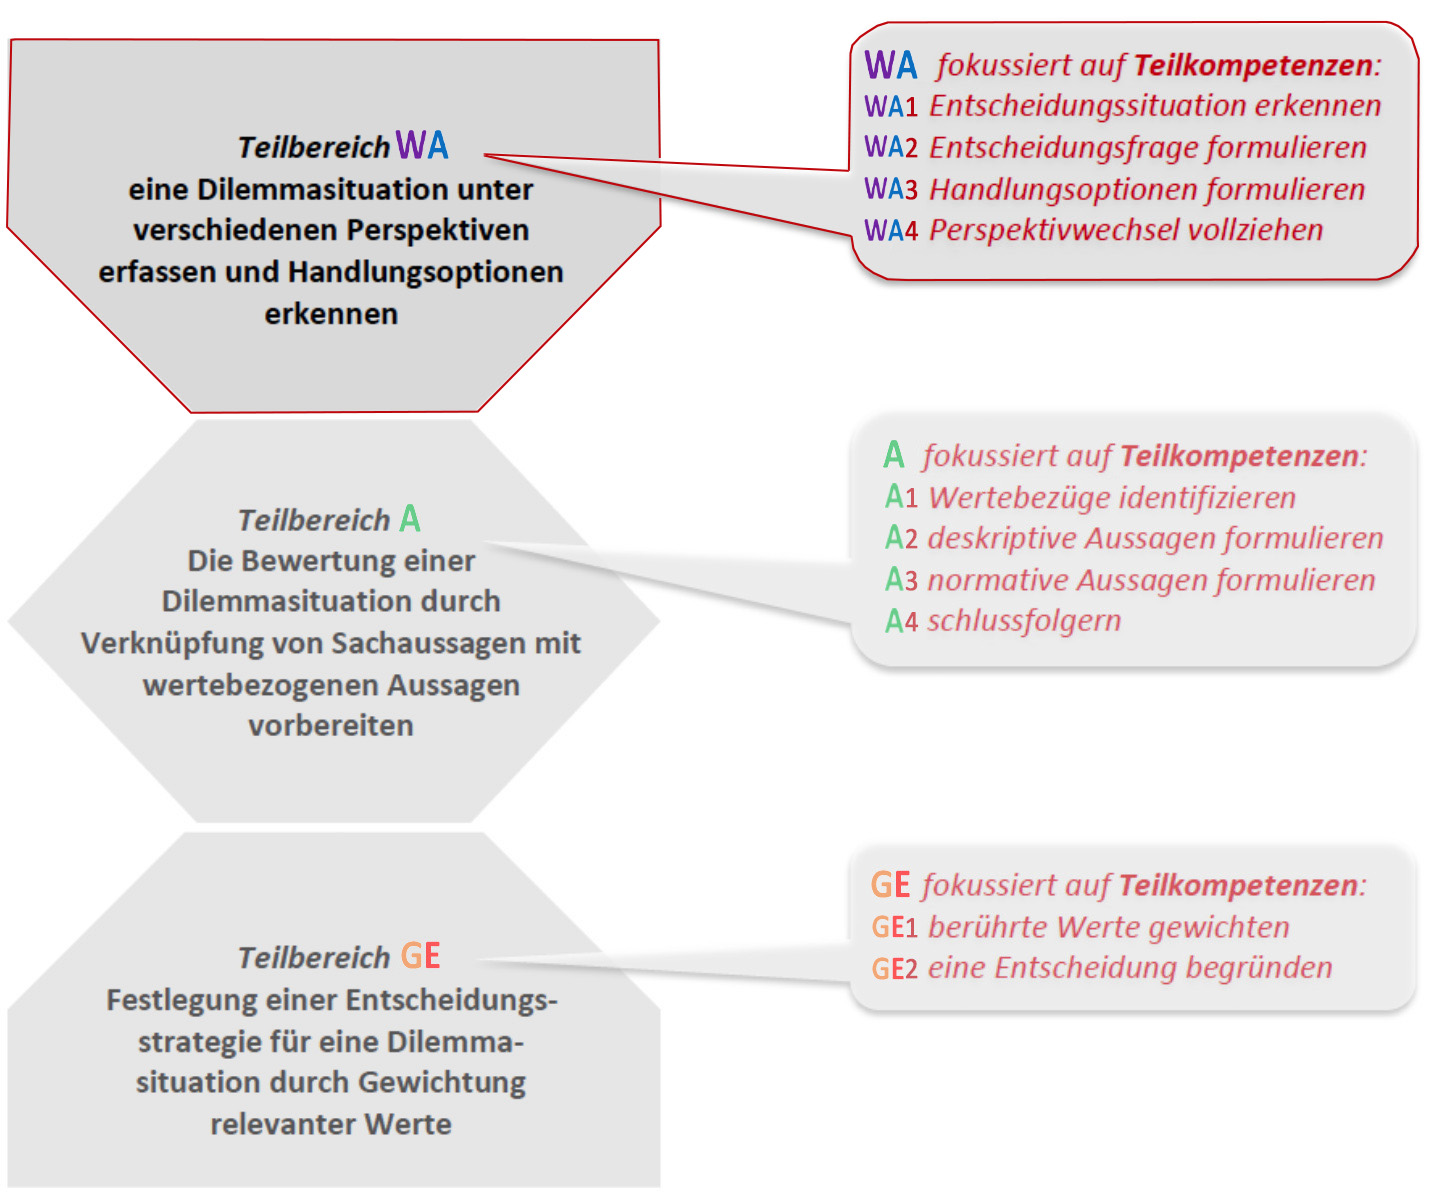 Teilbereich WA
eine Dilemmasituation unter
verschiedenen Perspektiven
erfassen und Handlungsoptionen
erkennen
WA fokussiert auf Teilkompetenzen:
WA1 Entscheidungssituation erkennen
WA2 Entscheidungsfrage formulieren
WA3 Handlungsoptionen formulieren
WA4 Perspektivwechsel vollziehen
Teilbereich A
Die Bewertung einer
Dilemmasituation durch
Verknüpfung von Sachaussagen mit
wertebezogenen Aussagen
vorbereiten
A fokussiert auf Teilkompetenzen:
A1 Wertebezüge identifizieren
A2 deskriptive Aussagen formulieren
A3 normative Aussagen formulieren
A4 schlussfolgern
Teilbereich GE
Festlegung einer Entscheidungs-
strategie für eine Dilemma-
situation durch Gewichtung
relevanter Werte
GE fokussiert auf Teilkompetenzen:
GE1 berührte Werte gewichten
GE2 eine Entscheidung begründen